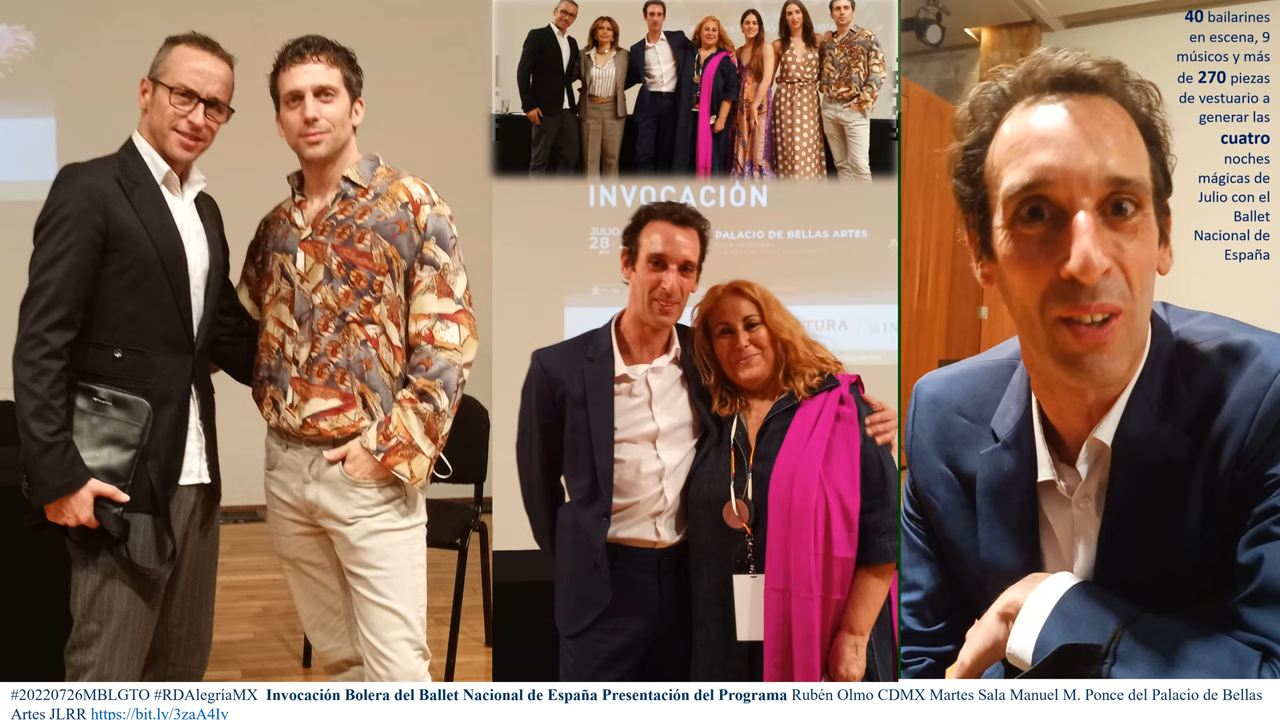 40 bailarines
en escena, 9
músicos y más
de 270 piezas
de vestuario a
generar las
cuatro
noches
mágicas de
Julio con el
Ballet
Nacional de
España
INVOCACIÓN
JULIO
28
PALACIO DE BELLAS ARTES
TURA
IN
#20220726MBLGTO #RDAlegríaMX Invocación Bolera del Ballet Nacional de España Presentación del Programa Rubén Olmo CDMX Martes Sala Manuel M. Ponce del Palacio de Bellas
Artes JLRR https://bit.ly/3zaA4Iv